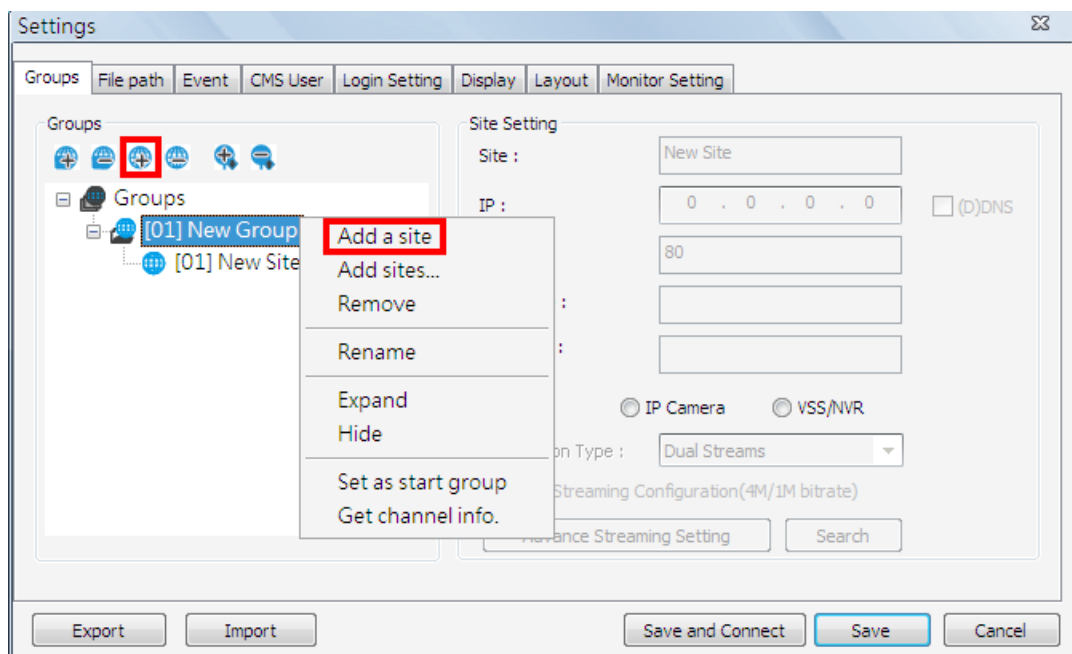 Settings
Groups File path Event CMS User Login Setting Display Layout Monitor Setting
Groups
Site Setting
Site : New Site
Groups
IP : 0 . 0 . 0 . 0 (D)DNS
[01] New Group
Add a site
80
[01] New Site
Add sites...
Remove :
Rename :
Expand
IP Camera VSS/NVR
Hide
on Type : Dual Streams
Set as start group
Streaming Configuration(4M/1M bitrate)
Get channel info.
Advance Streaming Setting Search
Export Import Save and Connect Save Cancel